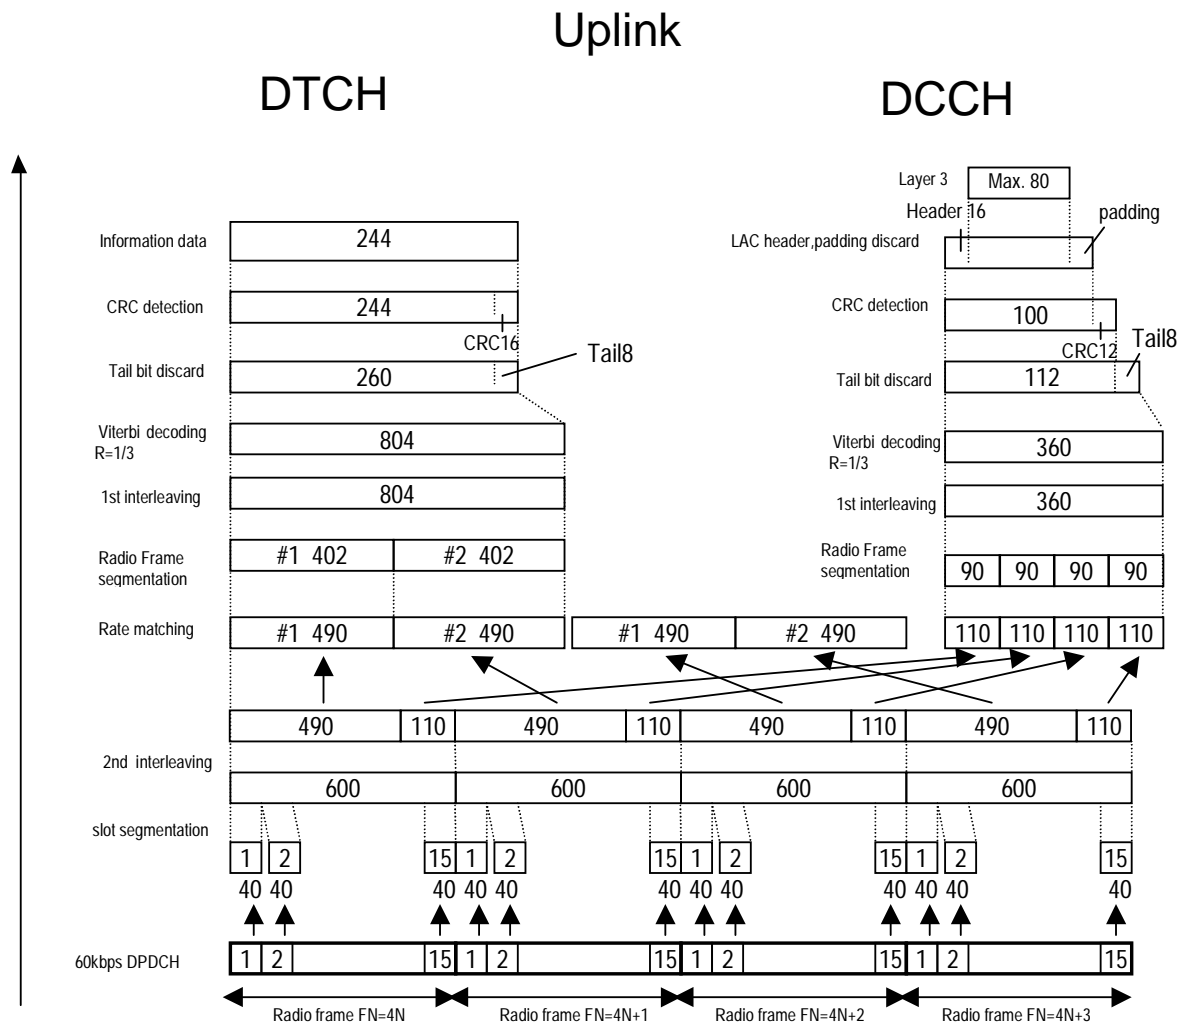 Uplink
DTCH
DCCH
Layer 3
Max. 80
Header 16
padding
Information data
244
LAC header,padding discard
CRC detection
244
CRC16
CRC detection
100
CRC12
Tail8
Tail8
Tail bit discard
260
Tail bit discard
112
Viterbi decoding
R=1/3
804
Viterbi decoding
R=1/3
360
1st interleaving
804
1st interleaving
360
Radio Frame
segmentation
#1 402
#2 402
Radio Frame
segmentation
90 90 90 90
Rate matching
#1 490
#2 490
#1 490
#2 490
110 110 110 110
490 110 490 110 490 110 490 110
2nd interleaving
600 600 600 600
slot segmentation
1 2 15 1 2 15 1 2 15 1 2 15
40 40 40 40 40 40 40 40 40 40 40 40
60kbps DPDCH
1 2 15 1 2 15 1 2 15 1 2 15
Radio frame FN=4N
Radio frame FN=4N+1
Radio frame FN=4N+2
Radio frame FN=4N+3